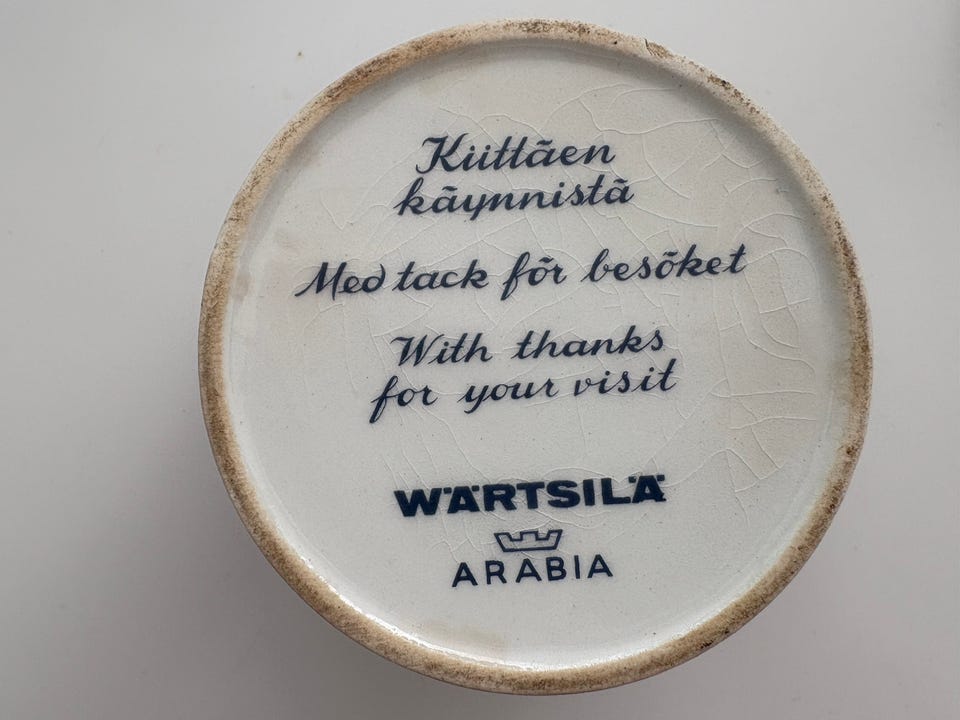 Kiittäen
käynnistä
Med tack för besöket
With thanks
for your visit
WÄRTSILÄ
ARABIA